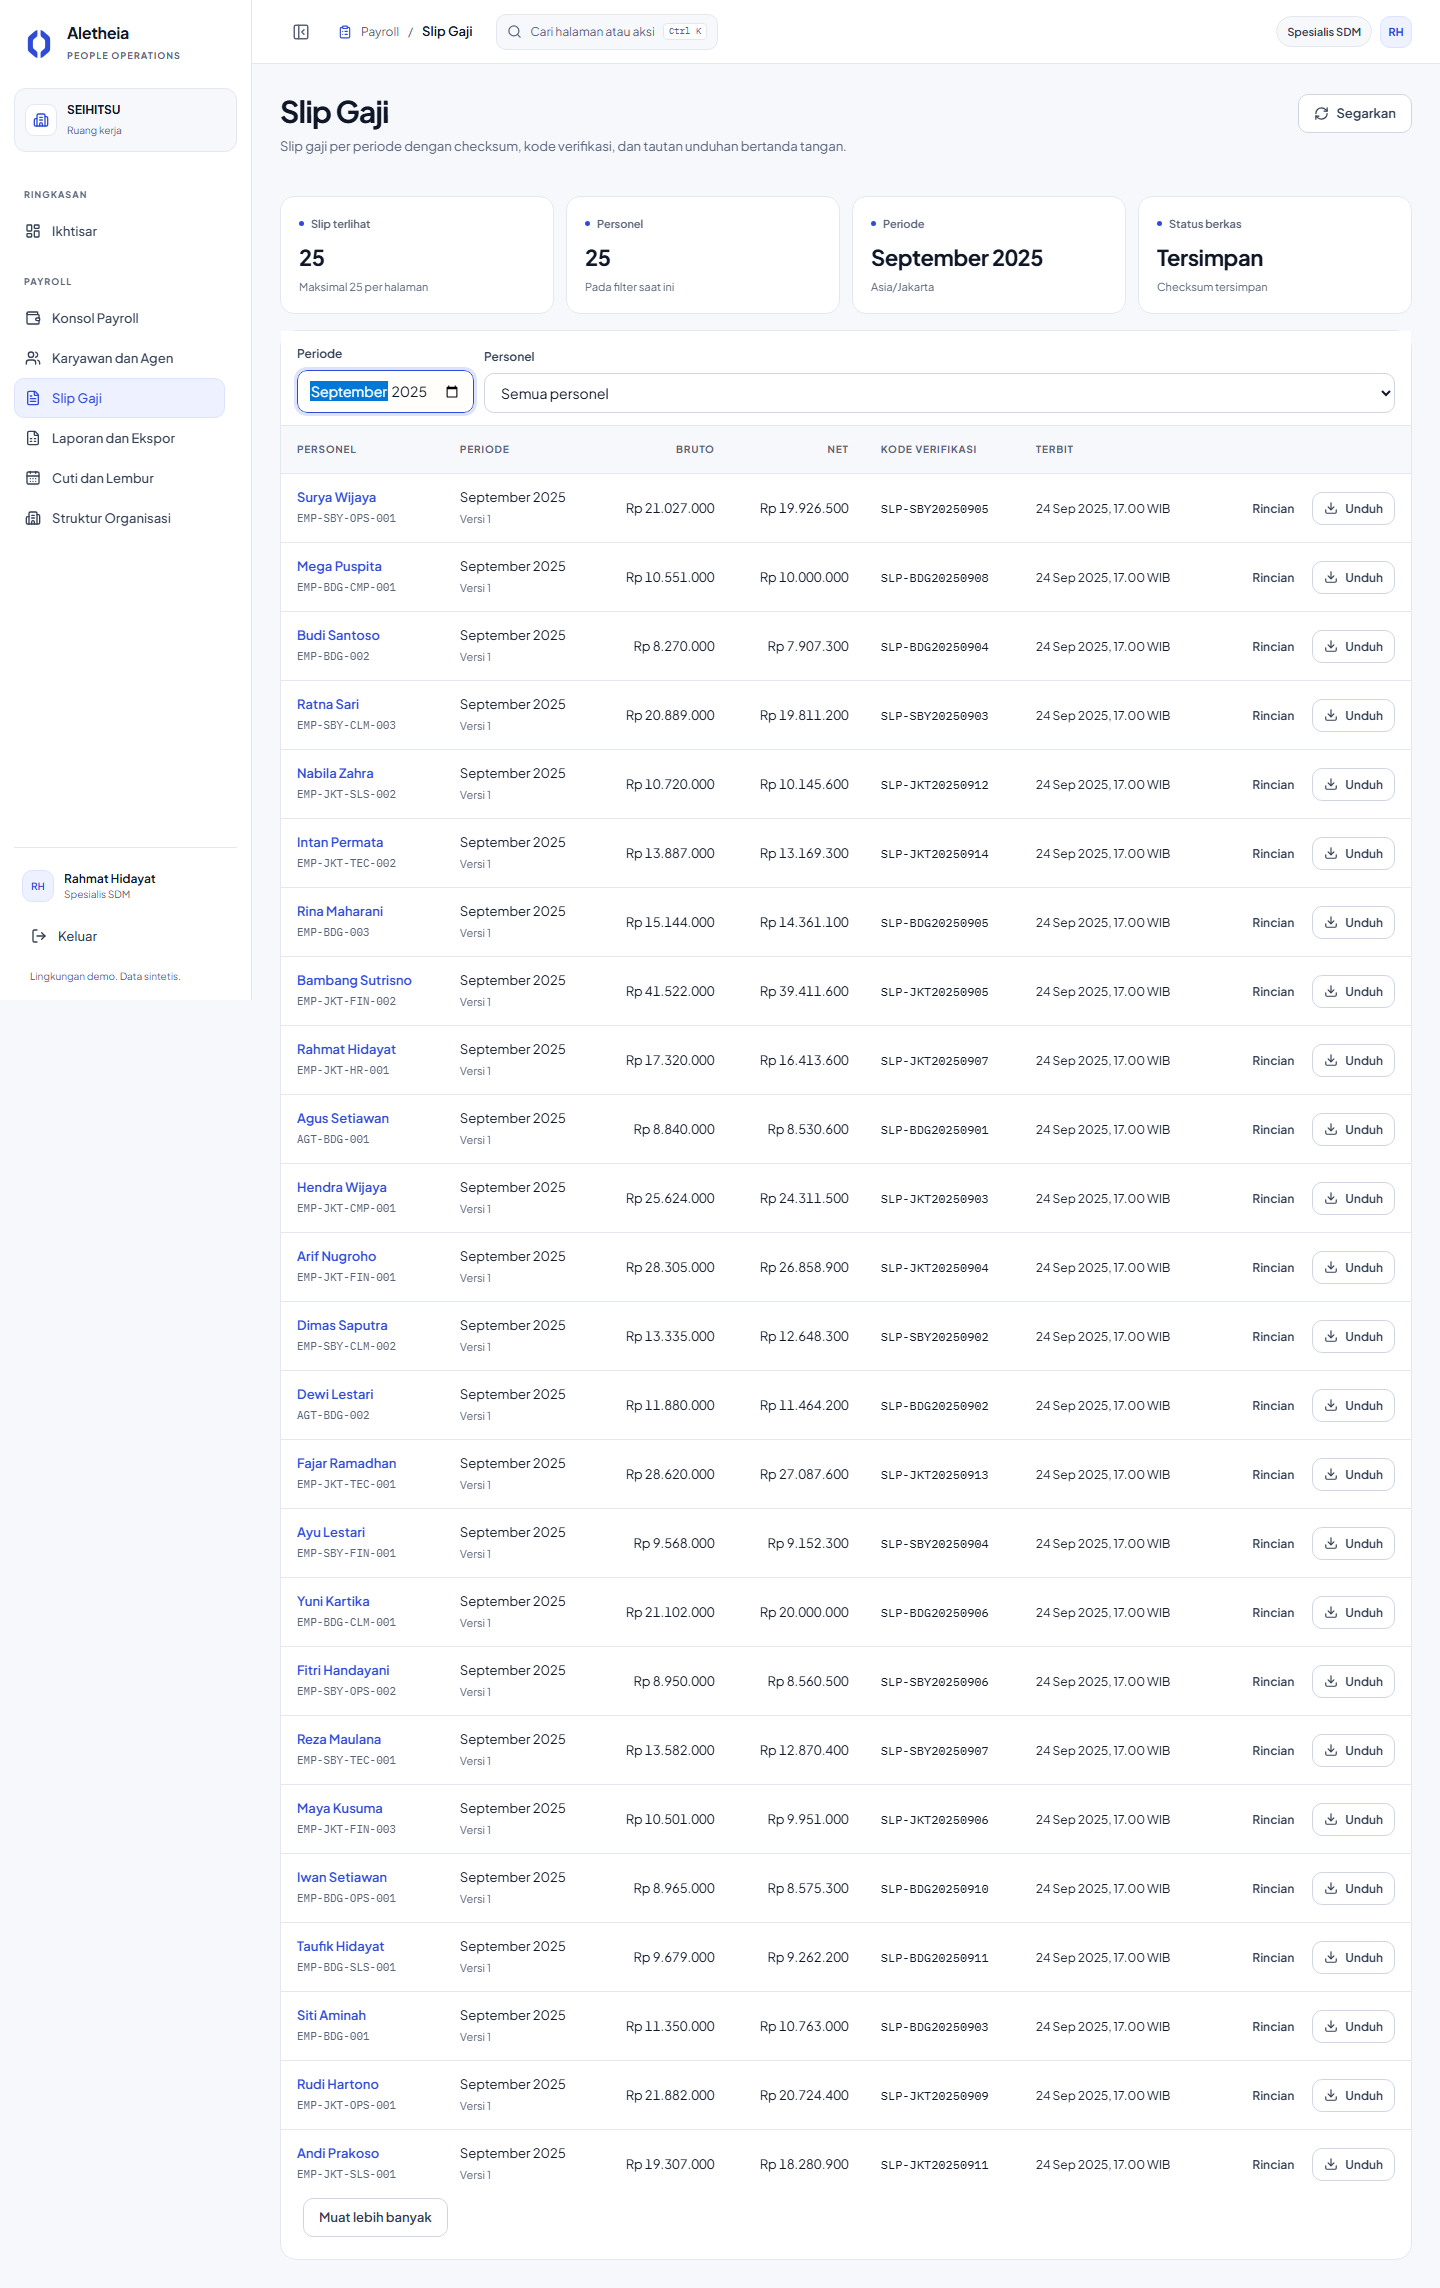 Aletheia
PEOPLE OPERATIONS
SEIHITSU
Ruang kerja
RINGKASAN
Ikhtisar
PAYROLL
Konsol Payroll
Karyawan dan Agen
Slip Gaji
Laporan dan Ekspor
Cuti dan Lembur
Struktur Organisasi
RH
Rahmat Hidayat
Spesialis SDM
Keluar
Lingkungan demo. Data sintetis.
Payroll / Slip Gaji
Cari halaman atau aksi Ctrl K
Spesialis SDM RH
Slip Gaji
Segarkan
Slip gaji per periode dengan checksum, kode verifikasi, dan tautan unduhan bertanda tangan.
Slip terlihat
25
Maksimal 25 per halaman
Personel
25
Pada filter saat ini
Periode
September 2025
Asia/Jakarta
Status berkas
Tersimpan
Checksum tersimpan
Periode
September 2025
Personel
Semua personel
PERSONEL PERIODE BRUTO NET KODE VERIFIKASI TERBIT
Surya Wijaya September 2025
EMP-SBY-OPS-001 Versi 1 Rp 21.027.000 Rp 19.926.500 SLP-SBY20250905 24 Sep 2025, 17.00 WIB Rincian Unduh
Mega Puspita September 2025
EMP-BDG-CMP-001 Versi 1 Rp 10.551.000 Rp 10.000.000 SLP-BDG20250908 24 Sep 2025, 17.00 WIB Rincian Unduh
Budi Santoso September 2025
EMP-BDG-002 Versi 1 Rp 8.270.000 Rp 7.907.300 SLP-BDG20250904 24 Sep 2025, 17.00 WIB Rincian Unduh
Ratna Sari September 2025
EMP-SBY-CLM-003 Versi 1 Rp 20.889.000 Rp 19.811.200 SLP-SBY20250903 24 Sep 2025, 17.00 WIB Rincian Unduh
Nabila Zahra September 2025
EMP-JKT-SLS-002 Versi 1 Rp 10.720.000 Rp 10.145.600 SLP-JKT20250912 24 Sep 2025, 17.00 WIB Rincian Unduh
Intan Permata September 2025
EMP-JKT-TEC-002 Versi 1 Rp 13.887.000 Rp 13.169.300 SLP-JKT20250914 24 Sep 2025, 17.00 WIB Rincian Unduh
Rina Maharani September 2025
EMP-BDG-003 Versi 1 Rp 15.144.000 Rp 14.361.100 SLP-BDG20250905 24 Sep 2025, 17.00 WIB Rincian Unduh
Bambang Sutrisno September 2025
EMP-JKT-FIN-002 Versi 1 Rp 41.522.000 Rp 39.411.600 SLP-JKT20250905 24 Sep 2025, 17.00 WIB Rincian Unduh
Rahmat Hidayat September 2025
EMP-JKT-HR-001 Versi 1 Rp 17.320.000 Rp 16.413.600 SLP-JKT20250907 24 Sep 2025, 17.00 WIB Rincian Unduh
Agus Setiawan September 2025
AGT-BDG-001 Versi 1 Rp 8.840.000 Rp 8.530.600 SLP-BDG20250901 24 Sep 2025, 17.00 WIB Rincian Unduh
Hendra Wijaya September 2025
EMP-JKT-CMP-001 Versi 1 Rp 25.624.000 Rp 24.311.500 SLP-JKT20250903 24 Sep 2025, 17.00 WIB Rincian Unduh
Arif Nugroho September 2025
EMP-JKT-FIN-001 Versi 1 Rp 28.305.000 Rp 26.858.900 SLP-JKT20250904 24 Sep 2025, 17.00 WIB Rincian Unduh
Dimas Saputra September 2025
EMP-SBY-CLM-002 Versi 1 Rp 13.335.000 Rp 12.648.300 SLP-SBY20250902 24 Sep 2025, 17.00 WIB Rincian Unduh
Dewi Lestari September 2025
AGT-BDG-002 Versi 1 Rp 11.880.000 Rp 11.464.200 SLP-BDG20250902 24 Sep 2025, 17.00 WIB Rincian Unduh
Fajar Ramadhan September 2025
EMP-JKT-TEC-001 Versi 1 Rp 28.620.000 Rp 27.087.600 SLP-JKT20250913 24 Sep 2025, 17.00 WIB Rincian Unduh
Ayu Lestari September 2025
EMP-SBY-FIN-001 Versi 1 Rp 9.568.000 Rp 9.152.300 SLP-SBY20250904 24 Sep 2025, 17.00 WIB Rincian Unduh
Yuni Kartika September 2025
EMP-BDG-CLM-001 Versi 1 Rp 21.102.000 Rp 20.000.000 SLP-BDG20250906 24 Sep 2025, 17.00 WIB Rincian Unduh
Fitri Handayani September 2025
EMP-SBY-OPS-002 Versi 1 Rp 8.950.000 Rp 8.560.500 SLP-SBY20250906 24 Sep 2025, 17.00 WIB Rincian Unduh
Reza Maulana September 2025
EMP-SBY-TEC-001 Versi 1 Rp 13.582.000 Rp 12.870.400 SLP-SBY20250907 24 Sep 2025, 17.00 WIB Rincian Unduh
Maya Kusuma September 2025
EMP-JKT-FIN-003 Versi 1 Rp 10.501.000 Rp 9.951.000 SLP-JKT20250906 24 Sep 2025, 17.00 WIB Rincian Unduh
Iwan Setiawan September 2025
EMP-BDG-OPS-001 Versi 1 Rp 8.965.000 Rp 8.575.300 SLP-BDG20250910 24 Sep 2025, 17.00 WIB Rincian Unduh
Taufik Hidayat September 2025
EMP-BDG-SLS-001 Versi 1 Rp 9.679.000 Rp 9.262.200 SLP-BDG20250911 24 Sep 2025, 17.00 WIB Rincian Unduh
Siti Aminah September 2025
EMP-BDG-001 Versi 1 Rp 11.350.000 Rp 10.763.000 SLP-BDG20250903 24 Sep 2025, 17.00 WIB Rincian Unduh
Rudi Hartono September 2025
EMP-JKT-OPS-001 Versi 1 Rp 21.882.000 Rp 20.724.400 SLP-JKT20250909 24 Sep 2025, 17.00 WIB Rincian Unduh
Andi Prakoso September 2025
EMP-JKT-SLS-001 Versi 1 Rp 19.307.000 Rp 18.280.900 SLP-JKT20250911 24 Sep 2025, 17.00 WIB Rincian Unduh
Muat lebih banyak